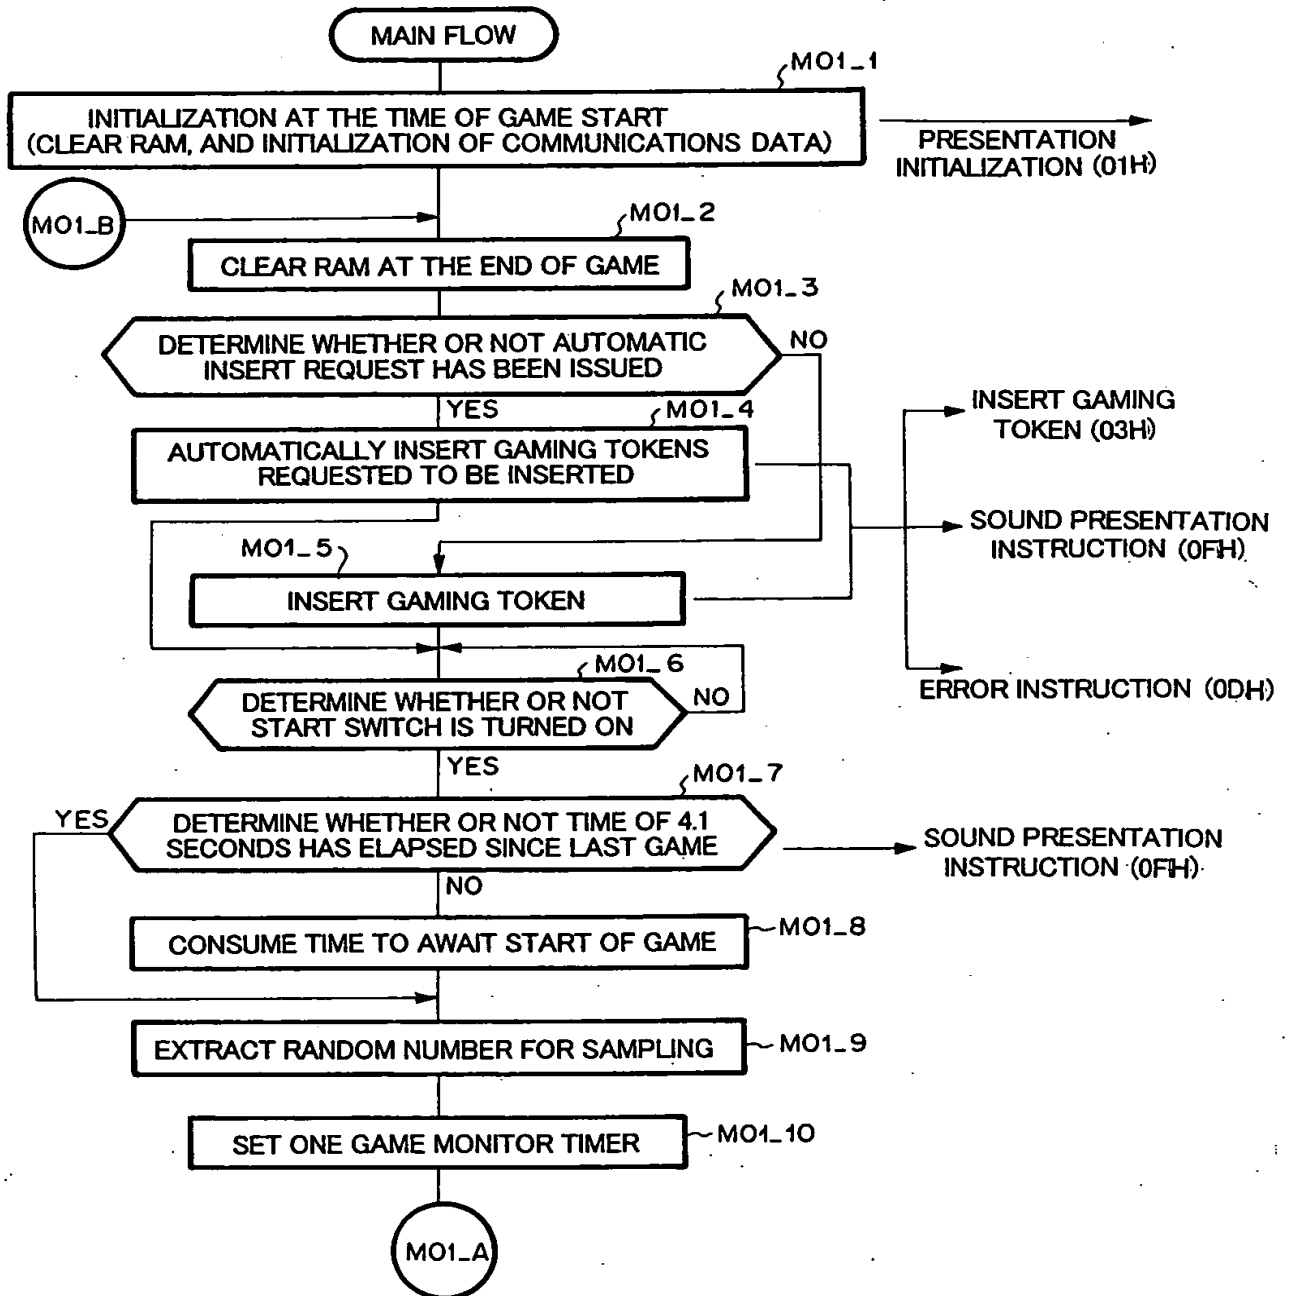 MAIN FLOW
M01_1
INITIALIZATION AT THE TIME OF GAME START
(CLEAR RAM, AND INITIALIZATION OF COMMUNICATIONS DATA)
PRESENTATION
INITIALIZATION (01H)
M01_B
M01_2
CLEAR RAM AT THE END OF GAME
M01_3
DETERMINE WHETHER OR NOT AUTOMATIC
INSERT REQUEST HAS BEEN ISSUED
NO
YES
M01_4
AUTOMATICALLY INSERT GAMING TOKENS
REQUESTED TO BE INSERTED
INSERT GAMING
TOKEN (03H)
SOUND PRESENTATION
INSTRUCTION (0FH)
ERROR INSTRUCTION (0DH)
M01_5
INSERT GAMING TOKEN
M01_6
DETERMINE WHETHER OR NOT
START SWITCH IS TURNED ON
NO
YES
M01_7
YES
DETERMINE WHETHER OR NOT TIME OF 4.1
SECONDS HAS ELAPSED SINCE LAST GAME
SOUND PRESENTATION
INSTRUCTION (0FH)
NO
CONSUME TIME TO AWAIT START OF GAME
M01_8
EXTRACT RANDOM NUMBER FOR SAMPLING
M01_9
SET ONE GAME MONITOR TIMER
M01_10
M01_A